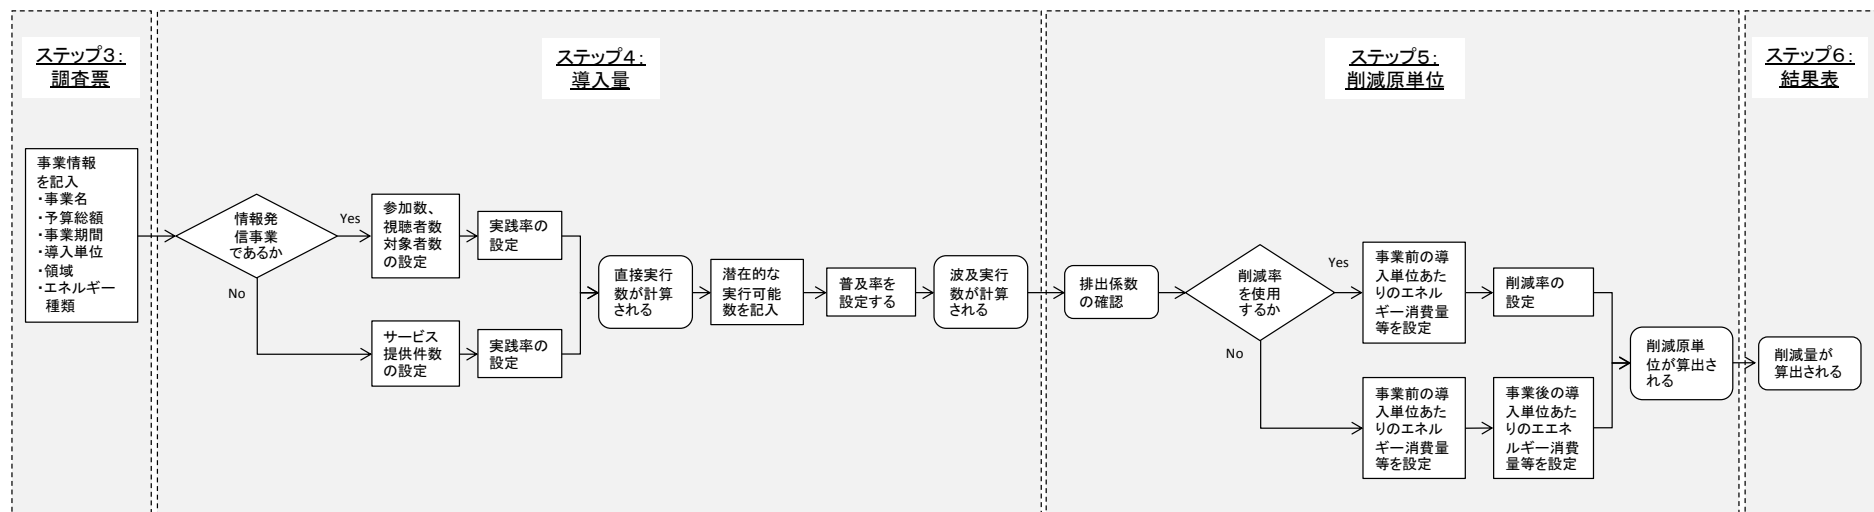 ステップ3:
調査票
事業情報
を記入
・事業名
・予算総額
・事業期間
・導入単位
・領域
・エネルギー
種類
ステップ4:
導入量
情報発
信事業
であるか
Yes
参加数、
視聴者数
対象者数
の設定
実践率の
設定
No
サービス
提供件数
の設定
実践率の
設定
直接実行
数が計算
される
潜在的な
実行可能
数を記入
普及率を
設定する
波及実行
数が計算
される
ステップ5:
削減原単位
排出係数
の確認
削減率
を使用
するか
Yes
事業前の導
入単位あた
りのエネル
ギー消費量
等を設定
削減率の
設定
No
事業前の導
入単位あた
りのエネル
ギー消費量
等を設定
事業後の導
入単位あた
りのエエネ
ルギー消費
量等を設定
削減原単
位が算出さ
れる
ステップ6:
結果表
削減量が
算出される